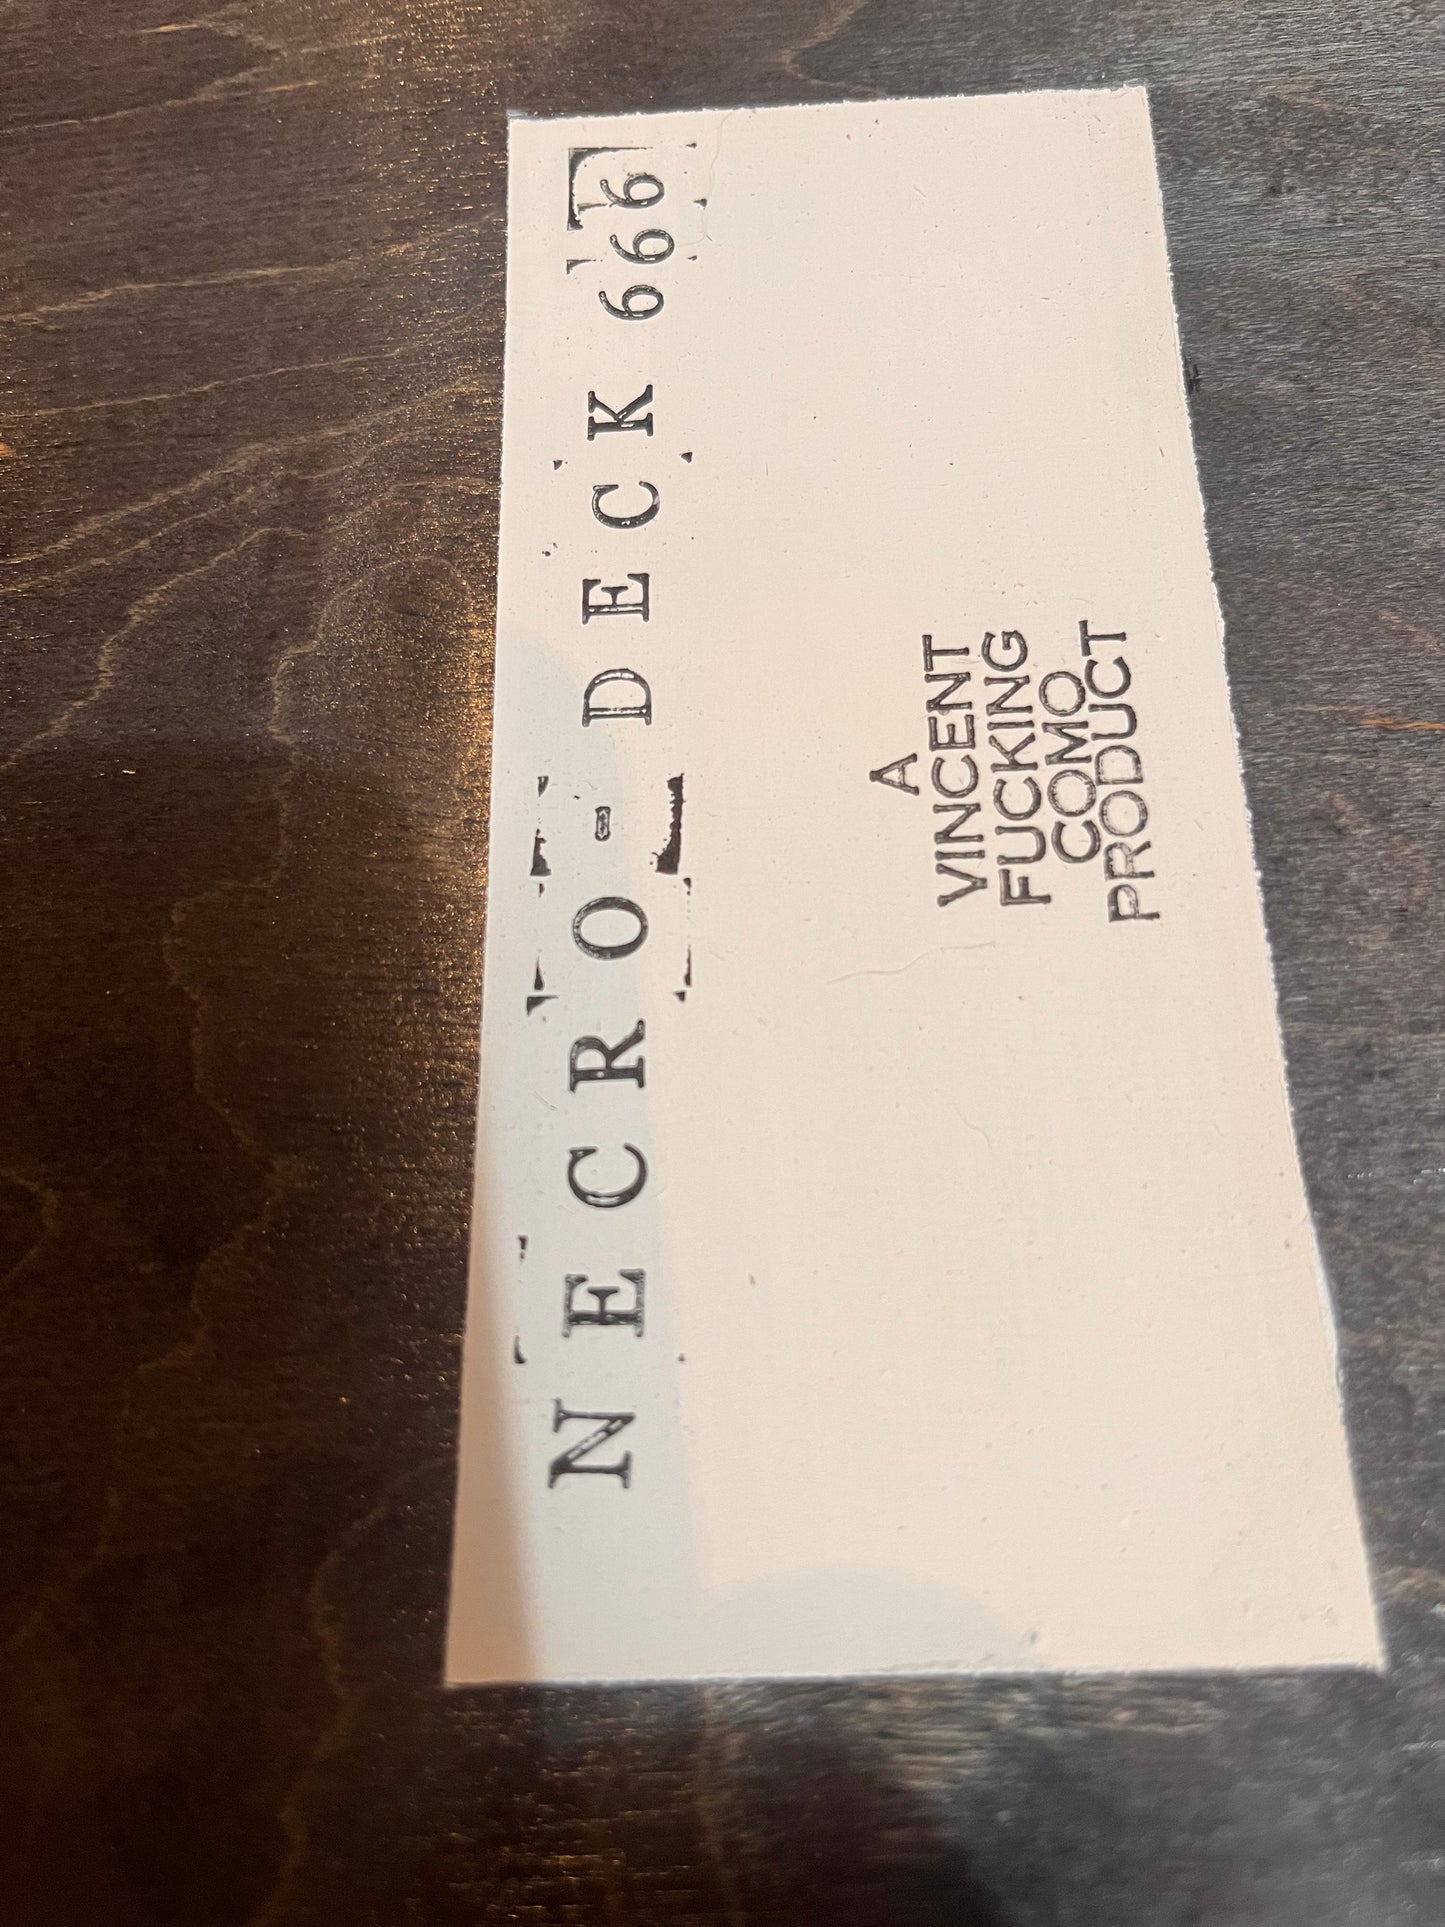 NECRO-DECK 666
A
VINCENT
FUCKING
COMO
PRODUCT